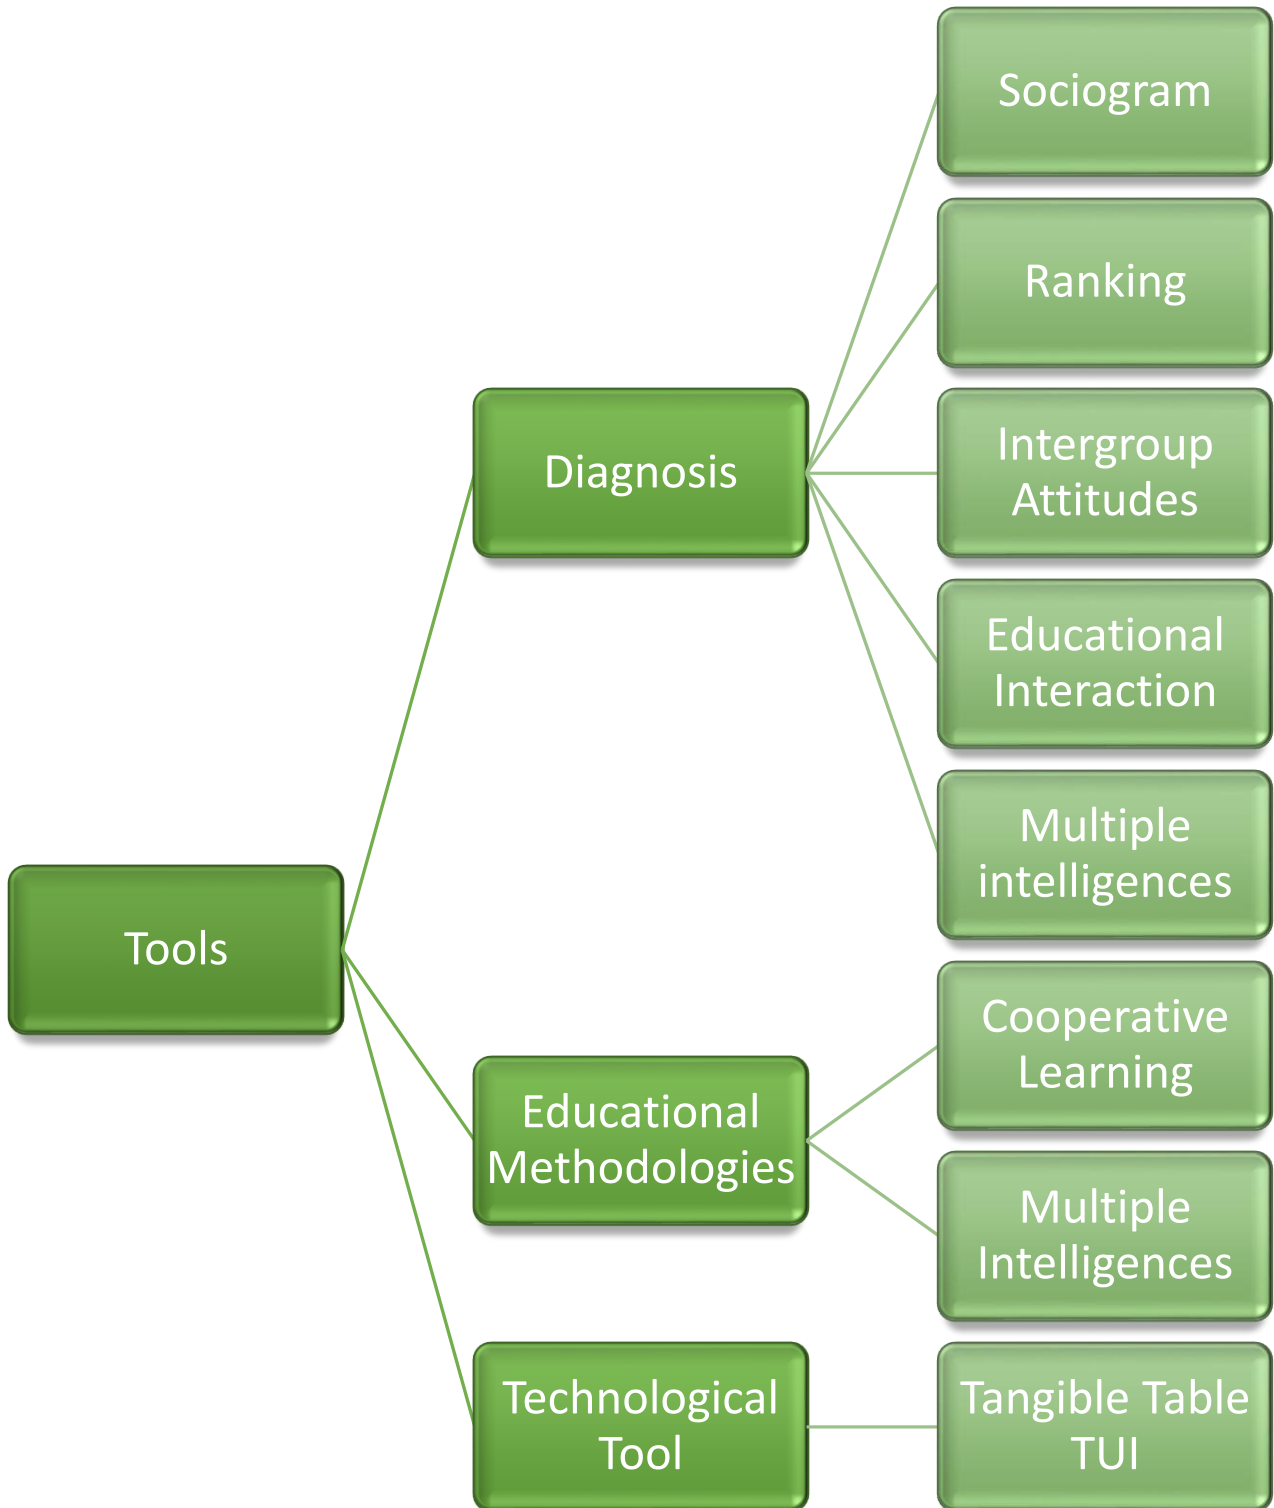 Sociogram
Ranking
Diagnosis
Intergroup
Attitudes
Educational
Interaction
Multiple
intelligences
Tools
Cooperative
Learning
Educational
Methodologies
Multiple
Intelligences
Technological
Tool
Tangible Table
TUI